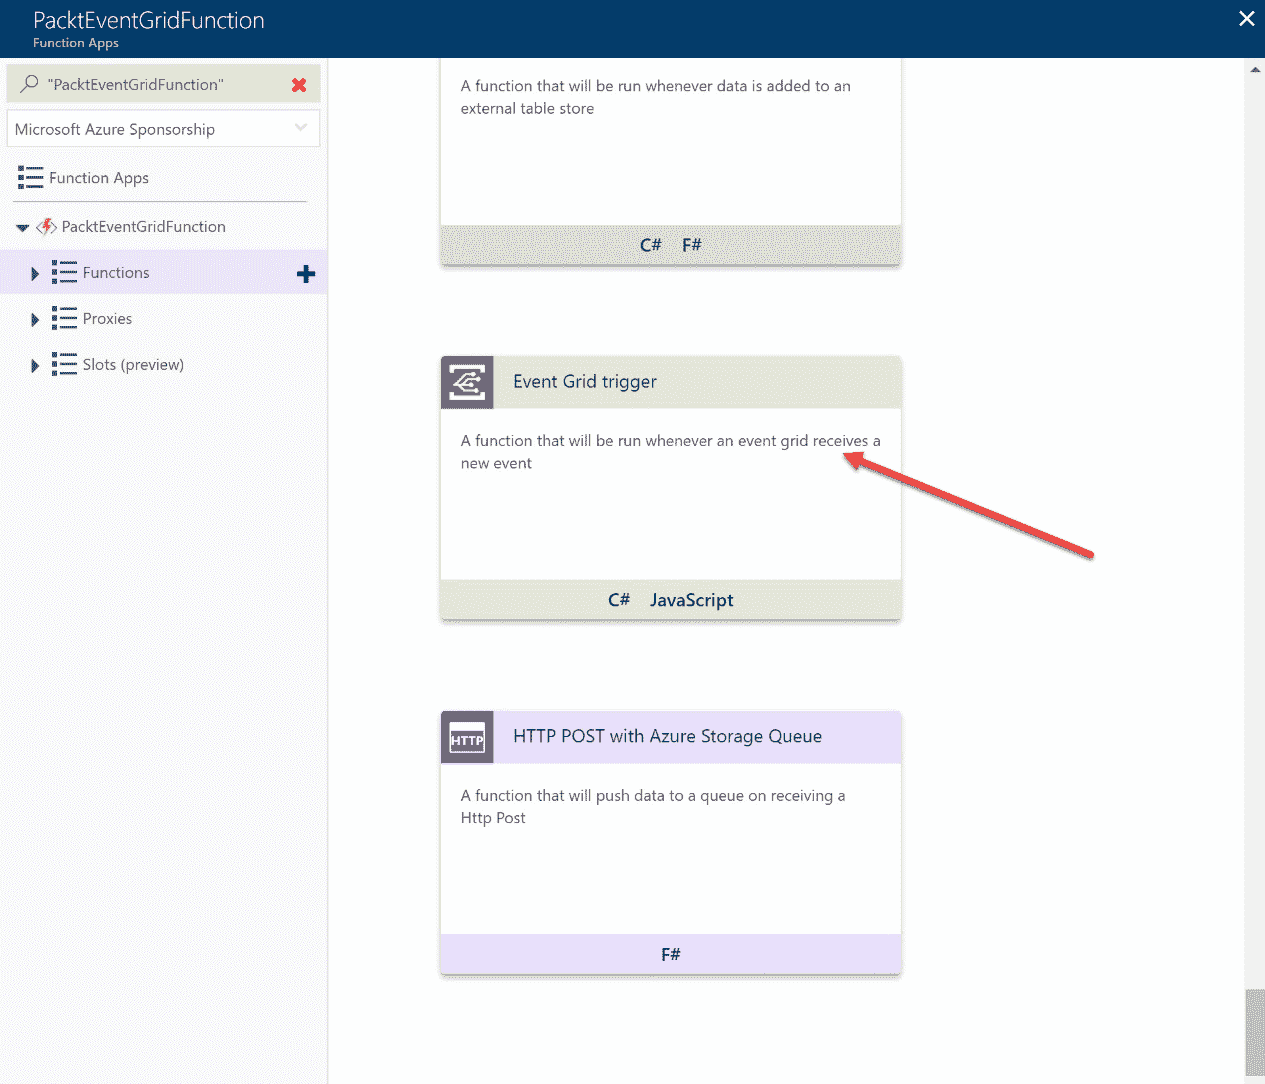 PacktEventGridFunction
Function Apps
"PacktEventGridFunction"
Microsoft Azure Sponsorship
Function Apps
PacktEventGridFunction
Functions
Proxies
Slots (preview)
A function that will be run whenever data is added to an
external table store
C# F#
Event Grid trigger
A function that will be run whenever an event grid receives a
new event
C# JavaScript
HTTP
HTTP POST with Azure Storage Queue
A function that will push data to a queue on receiving a
Http Post
F#